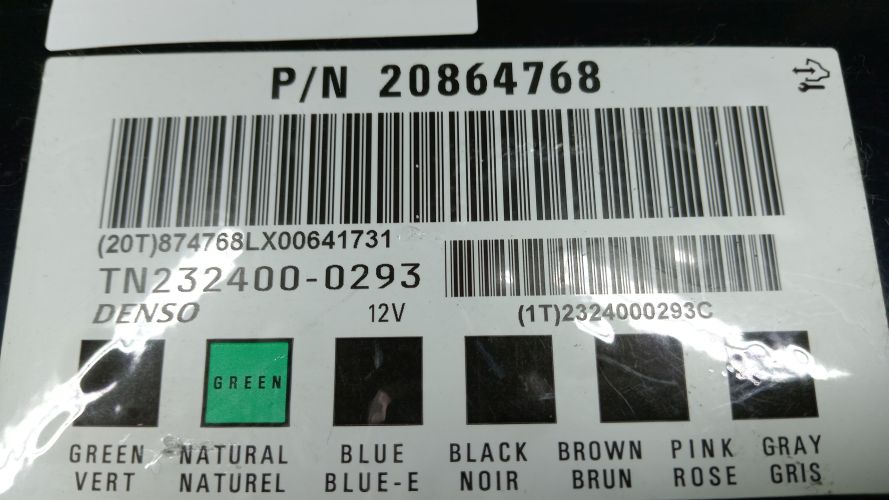 P/N 20864768
(20T)874768LX00641731
TN232400-0293
DENSO 12V (1T)2324000293C
GREEN
GREEN NATURAL BLUE BLACK BROWN PINK GRAY
VERT NATUREL BLUE-E NOIR BRUN ROSE GRIS